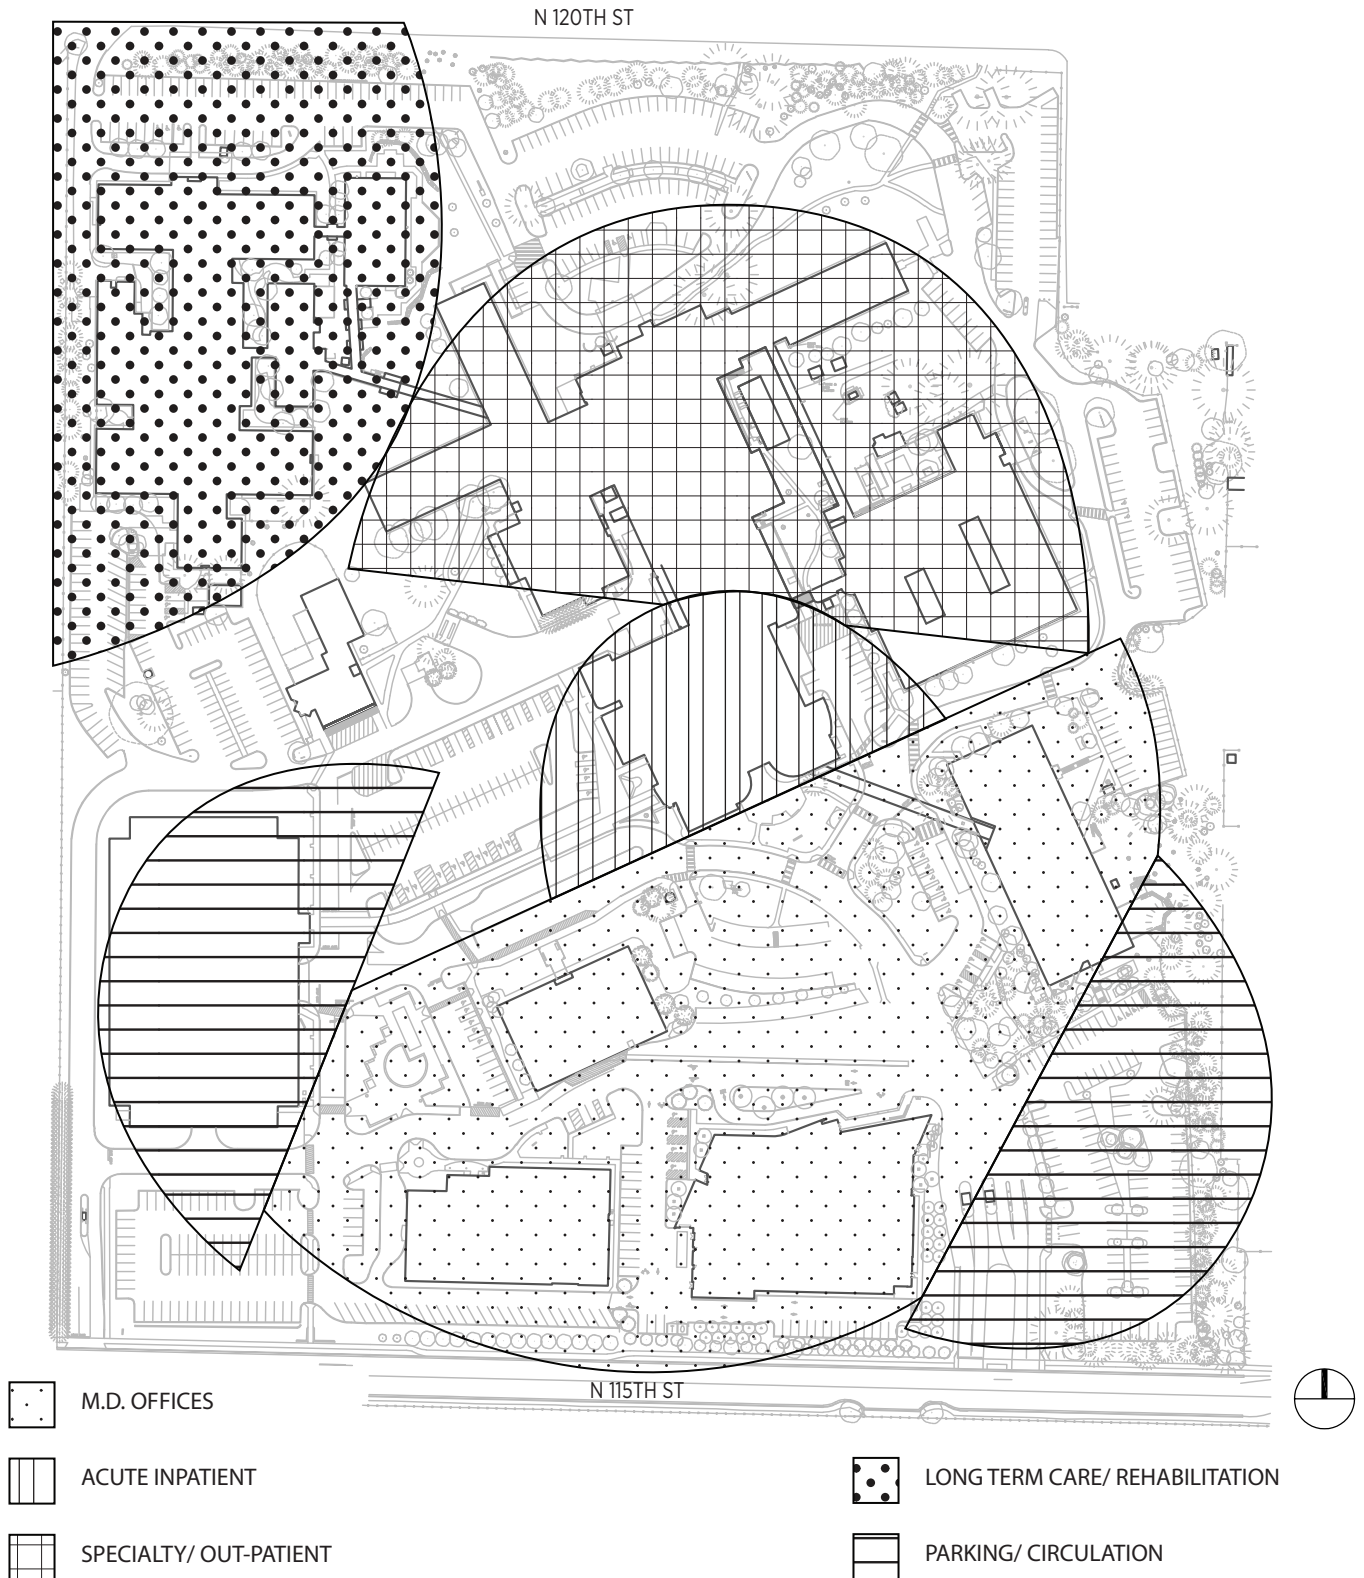 N 120TH ST
N 115TH ST
M.D. OFFICES
ACUTE INPATIENT
LONG TERM CARE/ REHABILITATION
SPECIALTY/ OUT-PATIENT
PARKING/ CIRCULATION